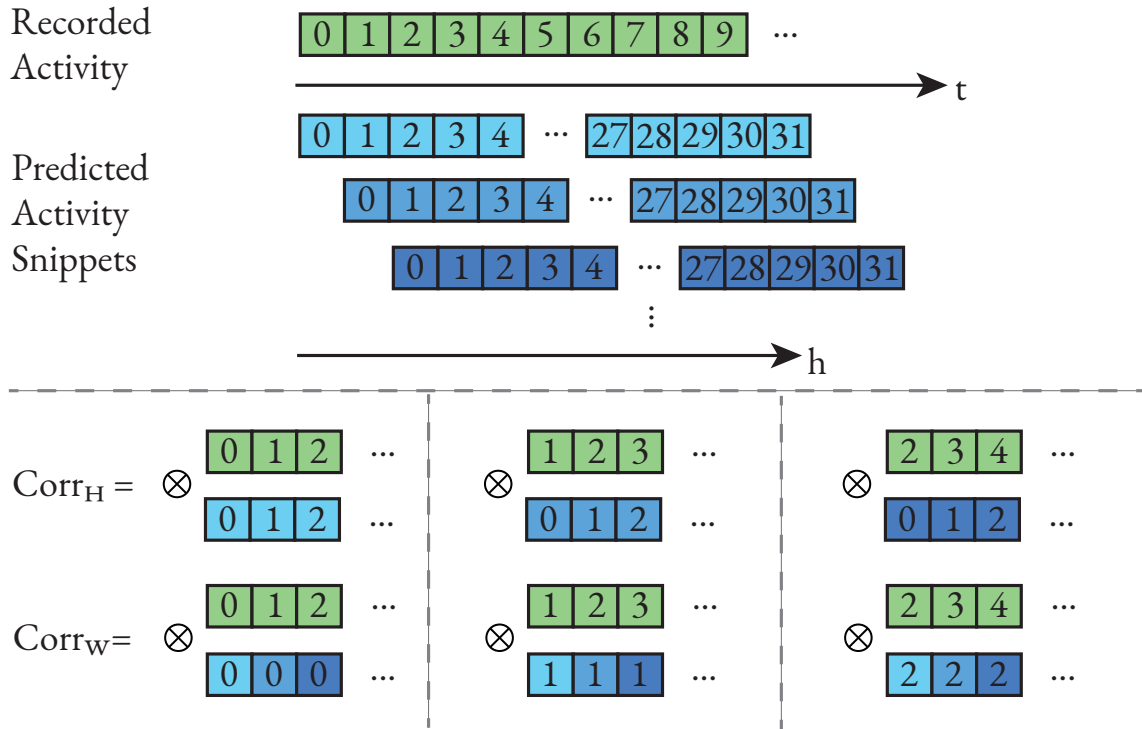 Recorded
Activity
0 1 2 3 4 5 6 7 8 9 ...
t
Predicted
Activity
Snippets
0 1 2 3 4 ... 27 28 29 30 31
0 1 2 3 4 ... 27 28 29 30 31
0 1 2 3 4 ... 27 28 29 30 31
⋮
h
CorrH = ⊗ 0 1 2 ... ⊗ 1 2 3 ... ⊗ 2 3 4 ...
0 1 2 ... 0 1 2 ... 0 1 2 ...
CorrW= ⊗ 0 1 2 ... ⊗ 1 2 3 ... ⊗ 2 3 4 ...
0 0 0 ... 1 1 1 ... 2 2 2 ...